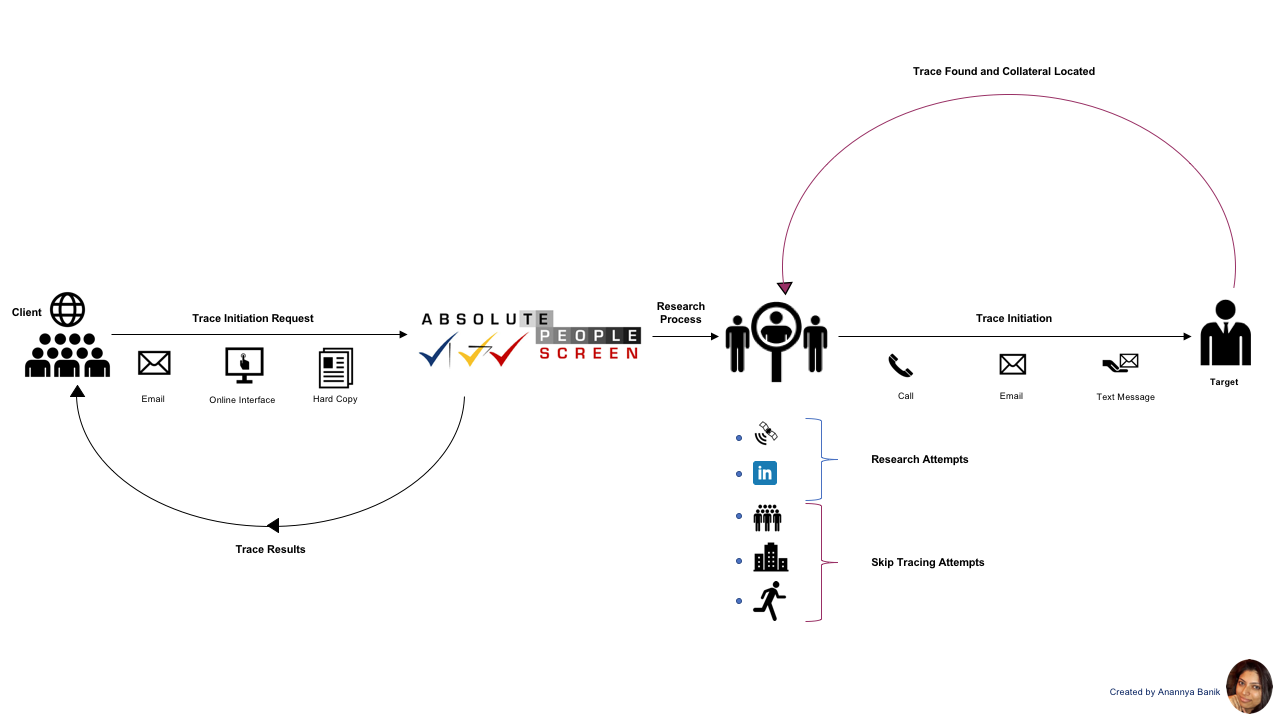 Trace Found and Collateral Located
Client
Trace Initiation Request
ABSOLUTE
PEOPLE
SCREEN
Research
Process
Trace Initiation
Email
Online Interface
Hard Copy
Call
Email
Text Message
Target
in
Research Attempts
Trace Results
Skip Tracing Attempts
Created by Anannya Banik